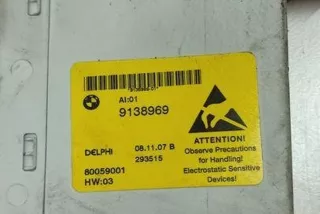 AI:01
9138969
DELPHI
08.11.07 B
293515
80059001
HW:03
ATTENTION!
Observe Precautions
for Handling!
Electrostatic Sensitive
Devices!